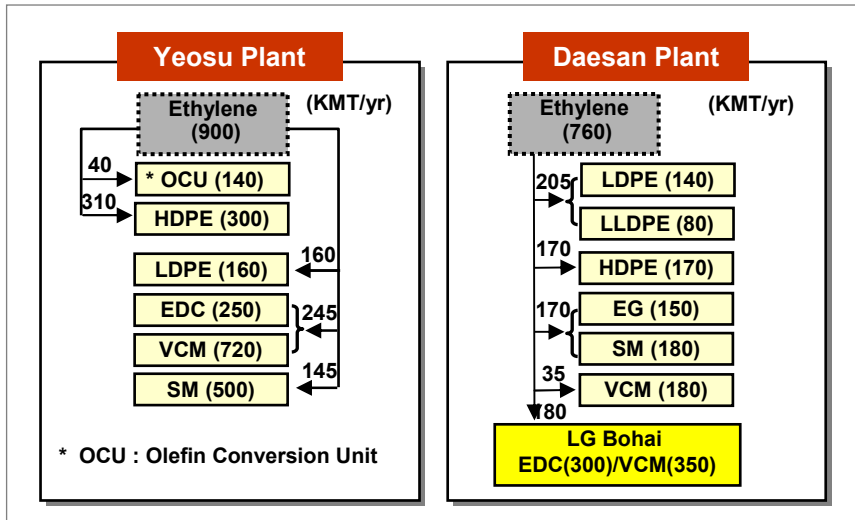 Yeosu Plant
Ethylene
(900)
(KMT/yr)
40
* OCU (140)
310
HDPE (300)
LDPE (160)
160
EDC (250)
245
VCM (720)
SM (500)
145
* OCU : Olefin Conversion Unit
Daesan Plant
Ethylene
(760)
(KMT/yr)
205
LDPE (140)
LLDPE (80)
170
HDPE (170)
170
EG (150)
SM (180)
35
VCM (180)
180
LG Bohai
EDC(300)/VCM(350)